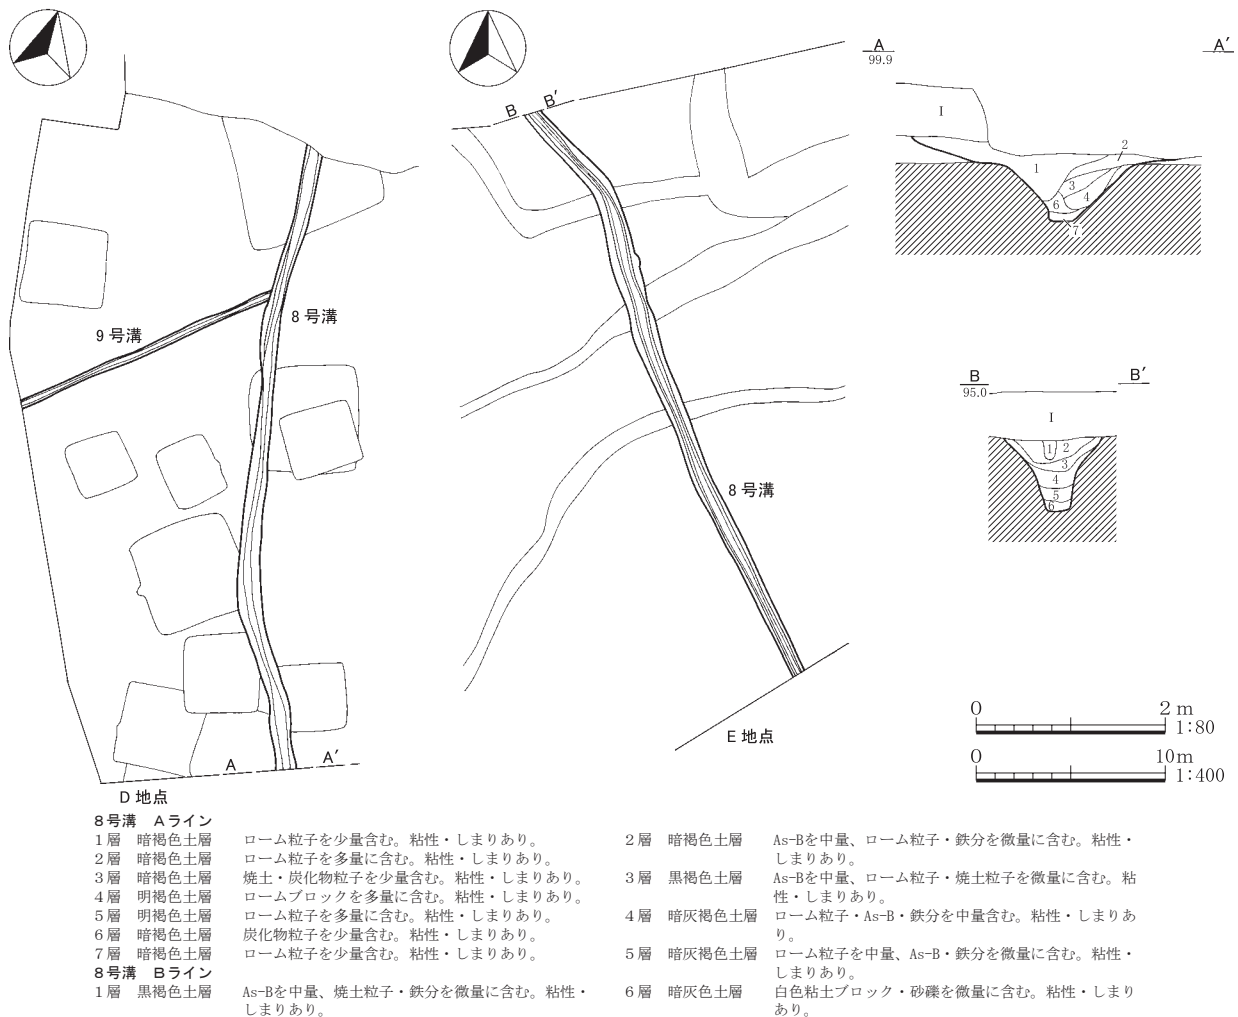 B
B′
9 号溝
8 号溝
A
A′
D 地点
8 号溝
E 地点
A
99.9
A′
I
1
2
3
4
6
7
B
95.0
B′
I
1
2
3
4
5
6
0 2 m
1:80
0 10m
1:400
8号溝　Aライン
1層　暗褐色土層　ローム粒子を少量含む。粘性・しまりあり。
2層　暗褐色土層　ローム粒子を多量に含む。粘性・しまりあり。
3層　暗褐色土層　焼土・炭化物粒子を少量含む。粘性・しまりあり。
4層　明褐色土層　ロームブロックを多量に含む。粘性・しまりあり。
5層　明褐色土層　ローム粒子を多量に含む。粘性・しまりあり。
6層　暗褐色土層　炭化物粒子を少量含む。粘性・しまりあり。
7層　暗褐色土層　ローム粒子を少量含む。粘性・しまりあり。
8号溝　Bライン
1層　黒褐色土層　As-Bを中量、焼土粒子・鉄分を微量に含む。粘性・
しまりあり。
2層　暗褐色土層　As-Bを中量、ローム粒子・鉄分を微量に含む。粘性・
しまりあり。
3層　黒褐色土層　As-Bを中量、ローム粒子・焼土粒子を微量に含む。粘
性・しまりあり。
4層　暗灰褐色土層　ローム粒子・As-B・鉄分を中量含む。粘性・しまりあ
り。
5層　暗灰褐色土層　ローム粒子を中量、As-B・鉄分を微量に含む。粘性・
しまりあり。
6層　暗灰色土層　白色粘土ブロック・砂礫を微量に含む。粘性・しまり
あり。